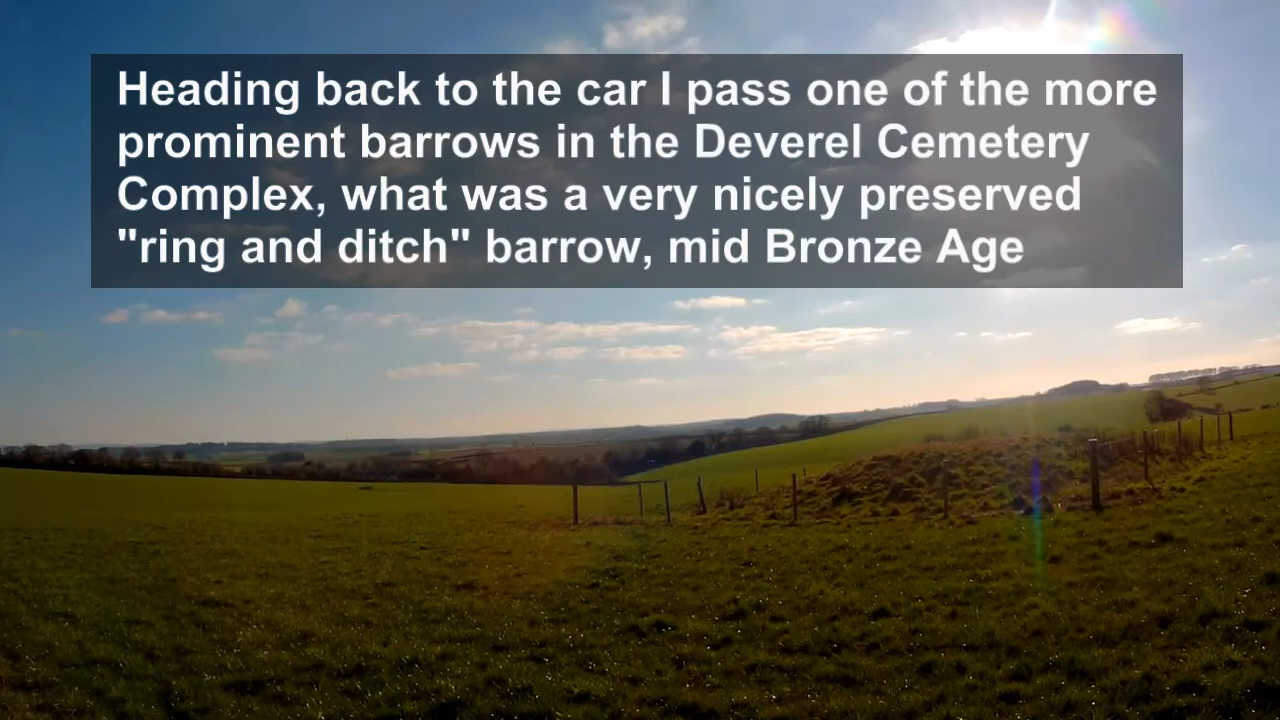 Heading back to the car I pass one of the more
prominent barrows in the Deverel Cemetery
Complex, what was a very nicely preserved
"ring and ditch" barrow, mid Bronze Age